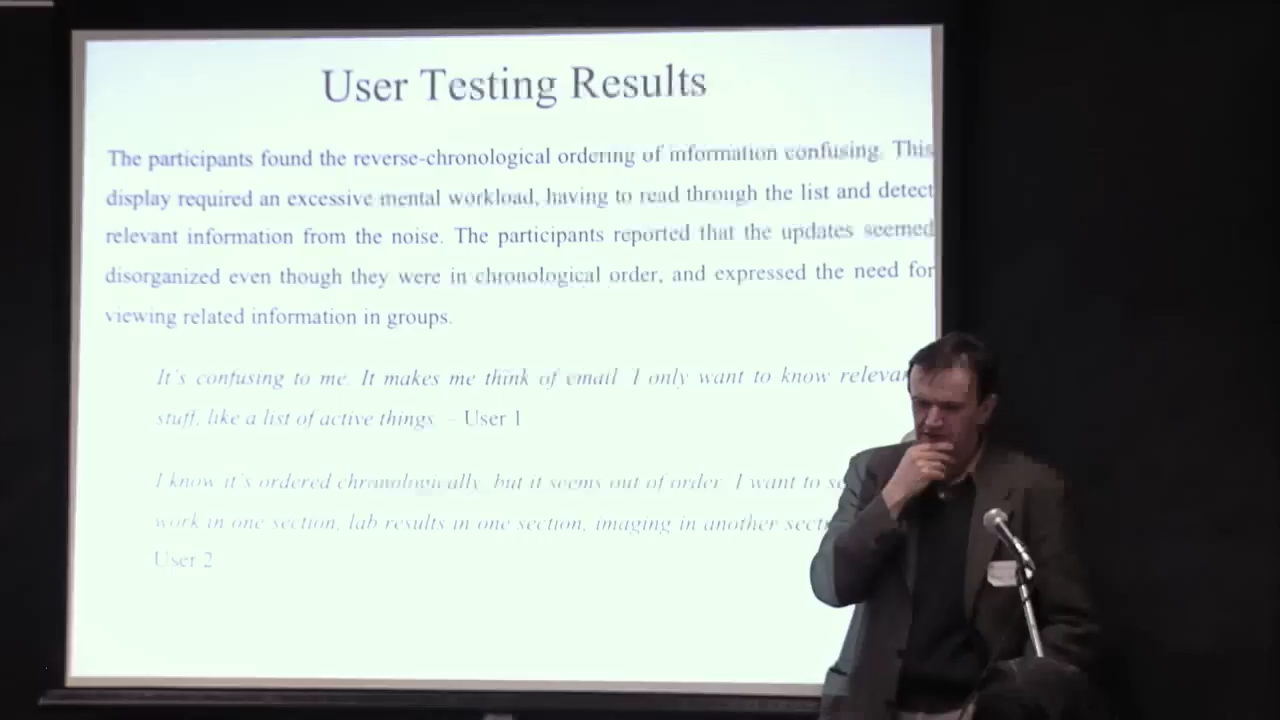 User Testing Results
The participants found the reverse-chronological ordering of information confusing. This
display required an excessive mental workload, having to read through the list and detect
relevant information from the noise. The participants reported that the updates seemed
disorganized even though they were in chronological order, and expressed the need for
viewing related information in groups.
It's confusing to me. It makes me think of email. I only want to know
stuff, like a list of active things. – User 1
I know it's ordered chronologically, but it seems out of order. I want to
work in one section, lab results in one section, imaging in another
User 2